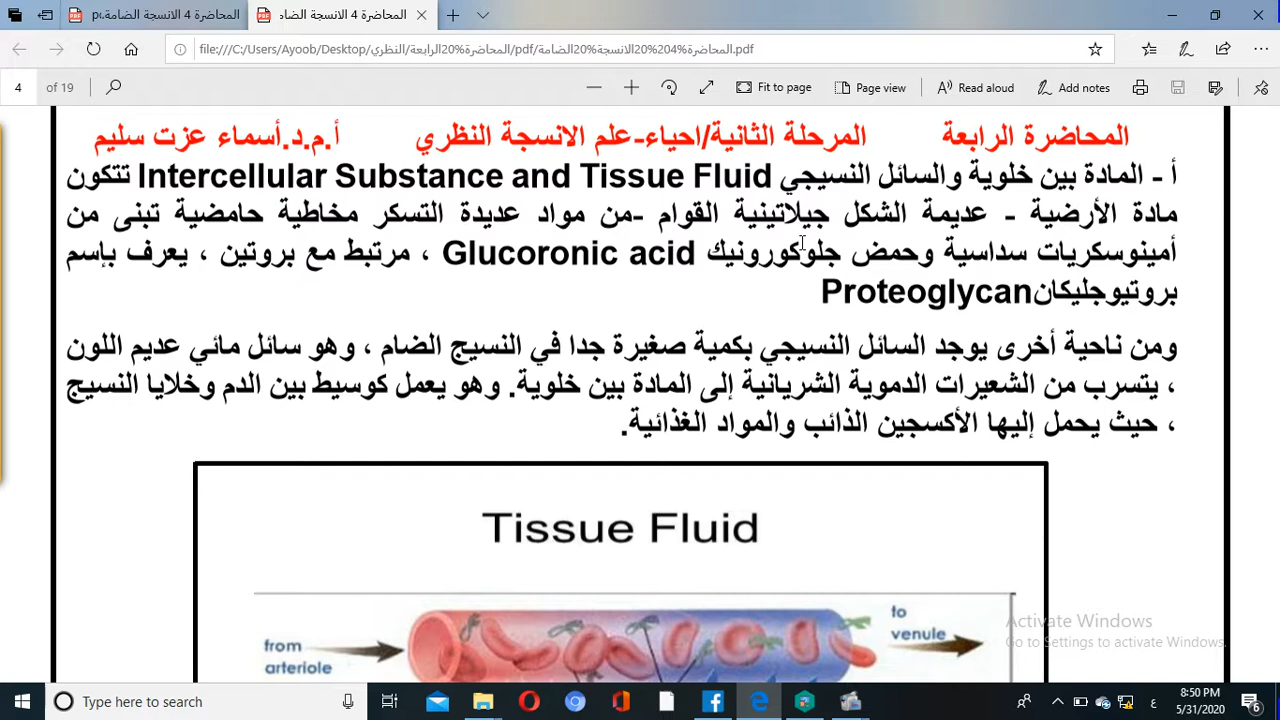 المحاضرة 4 الانسجة الضامة.p
المحاضرة 4 الانسجة الضام
file:///C:/Users/Ayoob/Desktop/المحاضرة%20الرابعة/النظري/pdf/المحاضرة%204%20الانسجة%20الضامة.pdf
4 of 19
Fit to page
Page view
Read aloud
Add notes
المحاضرة الرابعة المرحلة الثانية/احياء-علم الانسجة النظري أ.م.د.أسماء عزت سليم
أ - المادة بين خلوية والسائل النسيجي Intercellular Substance and Tissue Fluid تتكون
مادة الأرضية - عديمة الشكل جيلاتينية القوام -من مواد عديدة التسكر مخاطية حامضية تبنى من
أمينوسكريات سداسية وحمض جلوكورونيك Glucoronic acid ، مرتبط مع بروتين ، يعرف بإسم
بروتيوجليكانProteoglycan
ومن ناحية أخرى يوجد السائل النسيجي بكمية صغيرة جدا في النسيج الضام ، وهو سائل مائي عديم اللون
، يتسرب من الشعيرات الدموية الشريانية إلى المادة بين خلوية. وهو يعمل كوسيط بين الدم وخلايا النسيج
، حيث يحمل إليها الأكسجين الذائب والمواد الغذائية.
Tissue Fluid
from
arteriole
to
venule
Activate Windows
Go to Settings to activate Windows.
Type here to search
ع
8:50 PM
5/31/2020
6